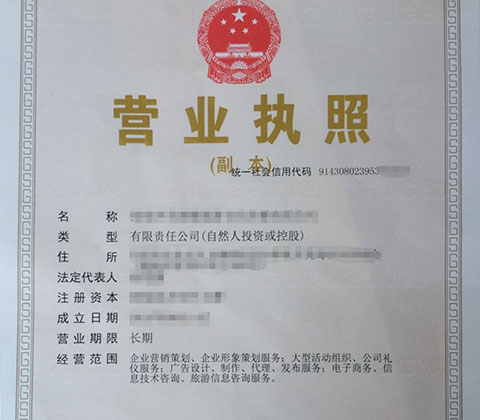 营业执照
(副 本)
统一社会信用代码 914308023953
名 称
类 型 有限责任公司(自然人投资或控股)
住 所
法定代表人
注册资本
成立日期
营业期限 长期
经营范围 企业营销策划、企业形象策划服务；大型活动组织、公司礼
仪服务；广告设计、制作、代理、发布服务；电子商务、信
息技术咨询、旅游信息咨询服务。